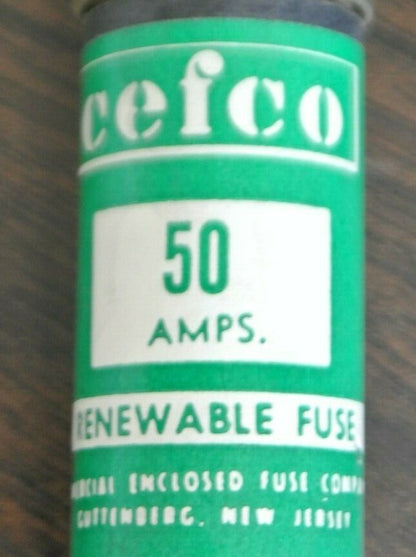 cefco
50
AMPS.
RENEWABLE FUSE
ENCLOSED FUSE
GUTTENBERG, NEW JERSEY